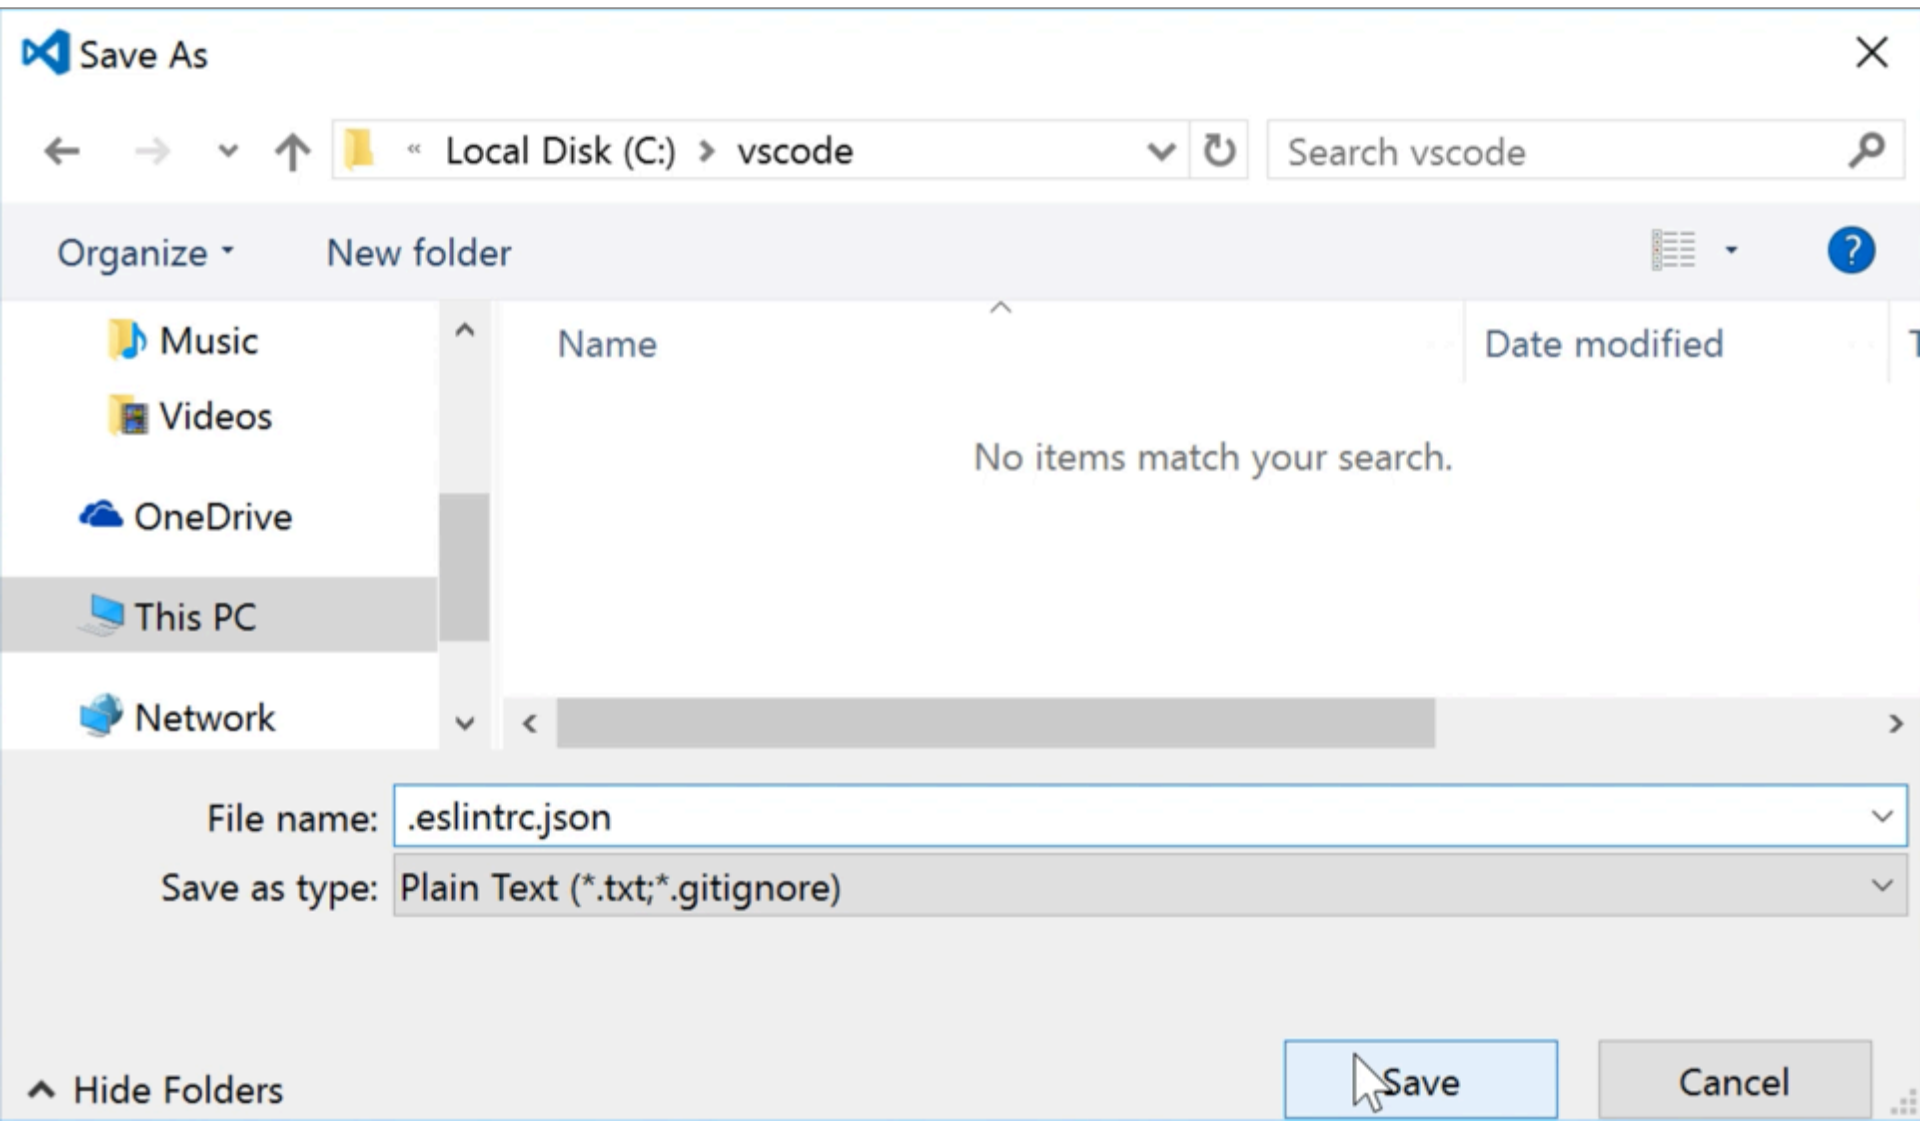 Save As
« Local Disk (C:) > vscode
Search vscode
Organize
New folder
?
Music
Videos
OneDrive
This PC
Network
Name
Date modified
No items match your search.
File name: .eslintrc.json
Save as type: Plain Text (*.txt;*.gitignore)
Hide Folders
Save
Cancel